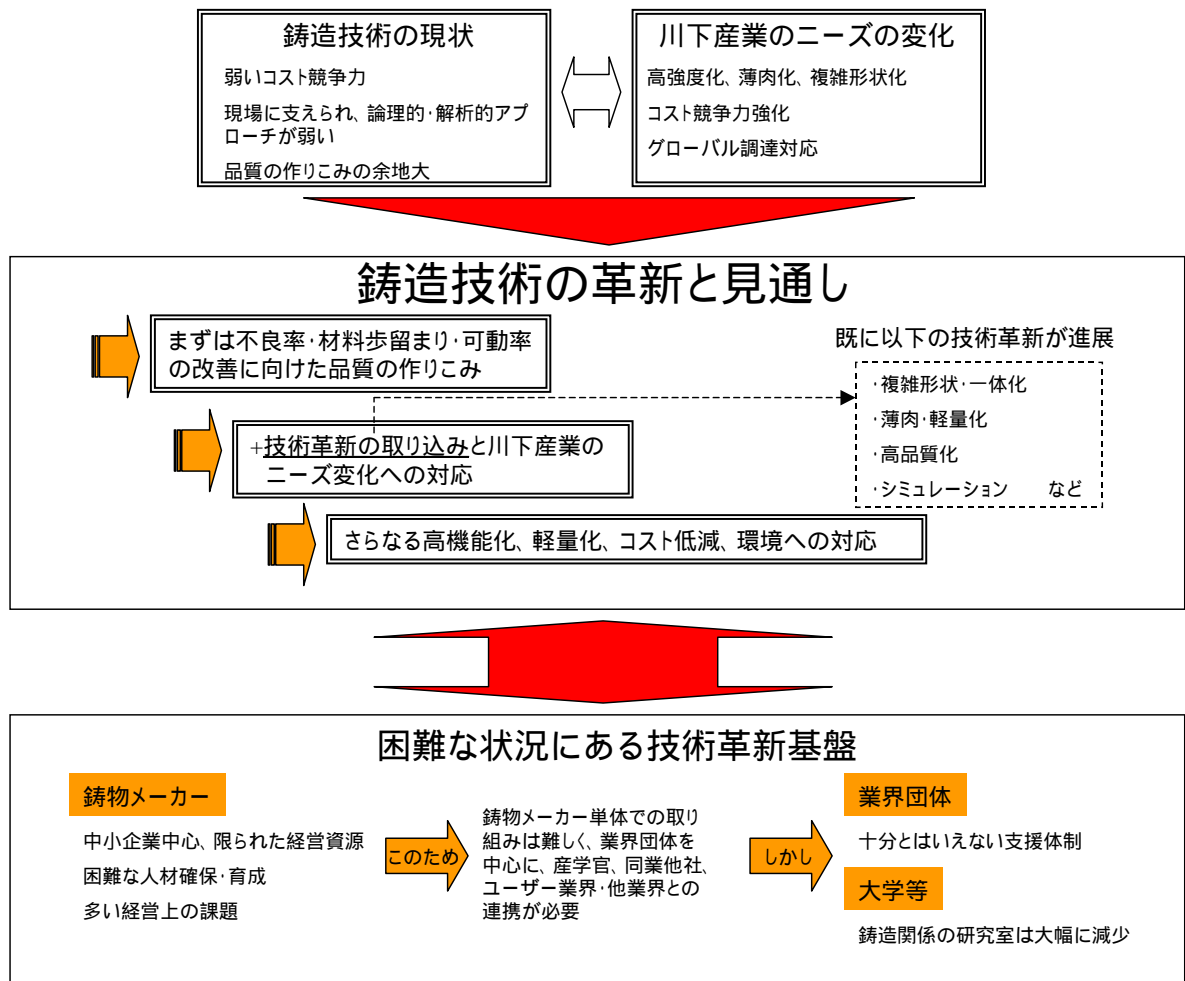 鋳造技術の現状
弱いコスト競争力
現場に支えられ、論理的・解析的アプ
ローチが弱い
品質の作りこみの余地大
川下産業のニーズの変化
高強度化、薄肉化、複雑形状化
コスト競争力強化
グローバル調達対応
鋳造技術の革新と見通し
まずは不良率・材料歩留まり・可動率
の改善に向けた品質の作りこみ
+技術革新の取り込みと川下産業の
ニーズ変化への対応
さらなる高機能化、軽量化、コスト低減、環境への対応
既に以下の技術革新が進展
・複雑形状・一体化
・薄肉・軽量化
・高品質化
・シミュレーション　　など
困難な状況にある技術革新基盤
鋳物メーカー
中小企業中心、限られた経営資源
困難な人材確保・育成
多い経営上の課題
このため
鋳物メーカー単体での取り
組みは難しく、業界団体を
中心に、産学官、同業他社、
ユーザー業界・他業界との
連携が必要
しかし
業界団体
十分とはいえない支援体制
大学等
鋳造関係の研究室は大幅に減少